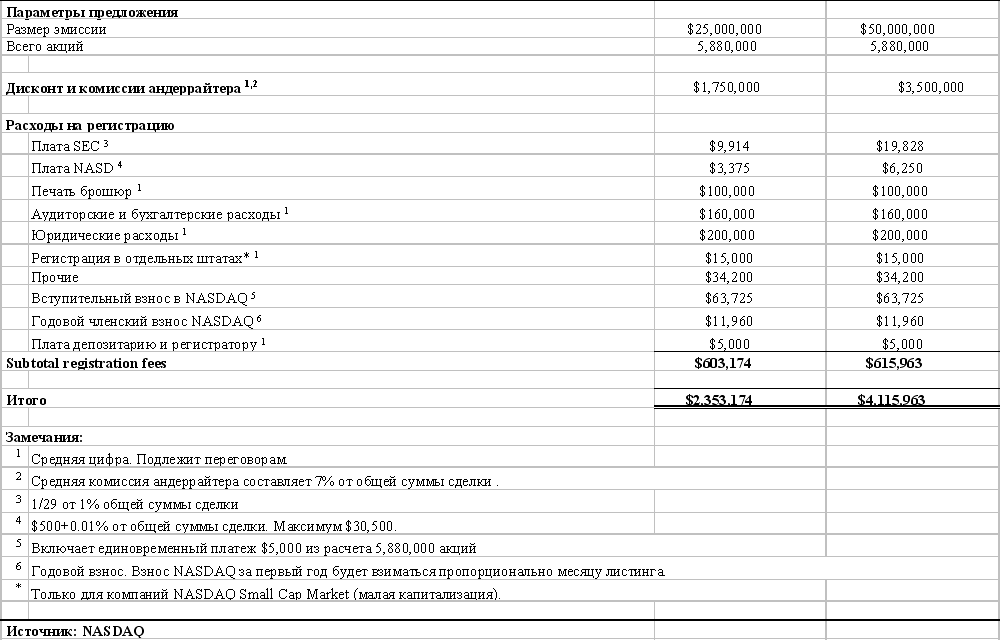 Параметры предложения
Размер эмиссии $25,000,000 $50,000,000
Всего акций 5,880,000 5,880,000
Дисконт и комиссии андеррайтера 1,2 $1,750,000 $3,500,000
Расходы на регистрацию
Плата SEC 3 $9,914 $19,828
Плата NASD 4 $3,375 $6,250
Печать брошюр 1 $100,000 $100,000
Аудиторские и бухгалтерские расходы 1 $160,000 $160,000
Юридические расходы 1 $200,000 $200,000
Регистрация в отдельных штатах* 1 $15,000 $15,000
Прочие $34,200 $34,200
Вступительный взнос в NASDAQ 5 $63,725 $63,725
Годовой членский взнос NASDAQ 6 $11,960 $11,960
Плата депозитарию и регистратору 1 $5,000 $5,000
Subtotal registration fees $603,174 $615,963
Итого $2,353,174 $4,115,963
Замечания:
1 Средняя цифра. Подлежит переговорам.
2 Средняя комиссия андеррайтера составляет 7% от общей суммы сделки .
3 1/29 от 1% общей суммы сделки
4 $500+0.01% от общей суммы сделки. Максимум $30,500.
5 Включает единовременный платеж $5,000 из расчета 5,880,000 акций
6 Годовой взнос. Взнос NASDAQ за первый год будет взиматься пропорционально месяцу листинга.
* Только для компаний NASDAQ Small Cap Market (малая капитализация).
Источник: NASDAQ